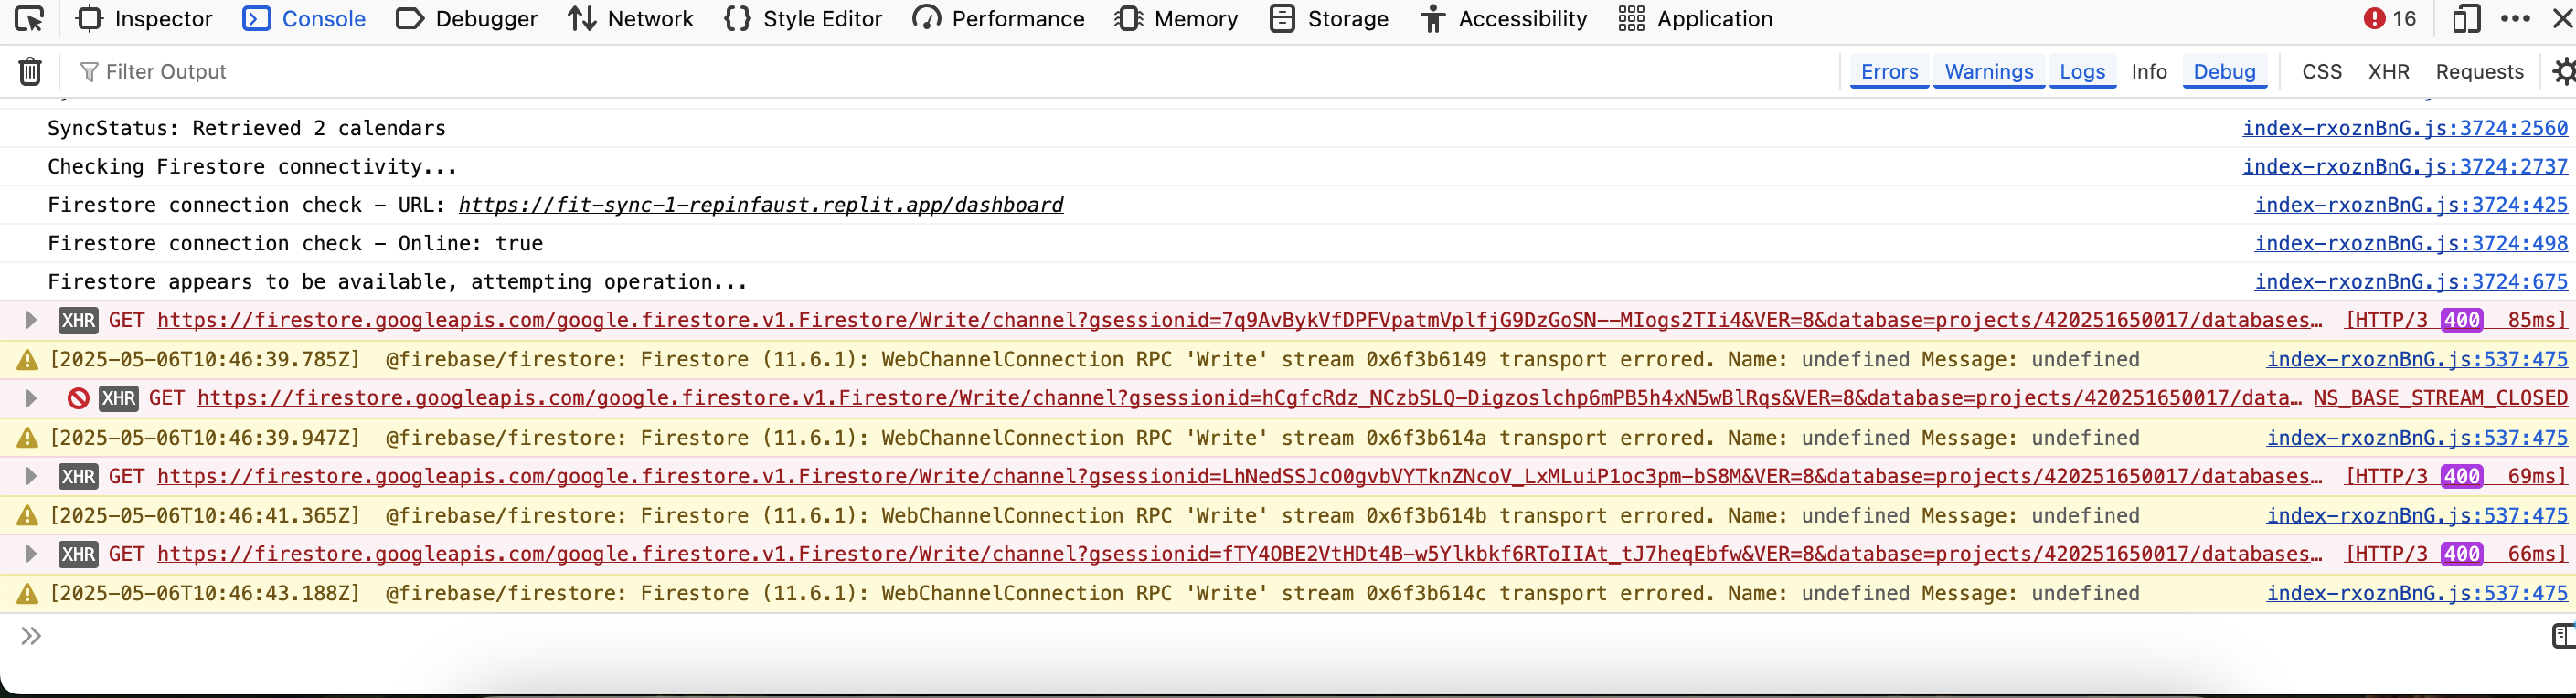 Inspector Console Debugger Network Style Editor Performance Memory Storage Accessibility Application 16
Filter Output Errors Warnings Logs Info Debug CSS XHR Requests
SyncStatus: Retrieved 2 calendars index-rxoznBnG.js:3724:2560
Checking Firestore connectivity... index-rxoznBnG.js:3724:2737
Firestore connection check – URL: https://fit-sync-1-repinfaust.replit.app/dashboard index-rxoznBnG.js:3724:425
Firestore connection check – Online: true index-rxoznBnG.js:3724:498
Firestore appears to be available, attempting operation... index-rxoznBnG.js:3724:675
XHR GET https://firestore.googleapis.com/google.firestore.v1.Firestore/Write/channel?gsessionid=7q9AvBykVfDPFVpatmVplfjG9DzGoSN--MIogs2TIi4&VER=8&database=projects/420251650017/databases… [HTTP/3 400 85ms]
[2025-05-06T10:46:39.785Z] @firebase/firestore: Firestore (11.6.1): WebChannelConnection RPC 'Write' stream 0x6f3b6149 transport errored. Name: undefined Message: undefined index-rxoznBnG.js:537:475
XHR GET https://firestore.googleapis.com/google.firestore.v1.Firestore/Write/channel?gsessionid=hCgfcRdz_NCzbSLQ-Digzoslchp6mPB5h4xN5wBlRqs&VER=8&database=projects/420251650017/data… NS_BASE_STREAM_CLOSED
[2025-05-06T10:46:39.947Z] @firebase/firestore: Firestore (11.6.1): WebChannelConnection RPC 'Write' stream 0x6f3b614a transport errored. Name: undefined Message: undefined index-rxoznBnG.js:537:475
XHR GET https://firestore.googleapis.com/google.firestore.v1.Firestore/Write/channel?gsessionid=LhNedSSJcO0gvbVYTknZNcoV_LxMLuiP1oc3pm-bS8M&VER=8&database=projects/420251650017/databases… [HTTP/3 400 69ms]
[2025-05-06T10:46:41.365Z] @firebase/firestore: Firestore (11.6.1): WebChannelConnection RPC 'Write' stream 0x6f3b614b transport errored. Name: undefined Message: undefined index-rxoznBnG.js:537:475
XHR GET https://firestore.googleapis.com/google.firestore.v1.Firestore/Write/channel?gsessionid=fTY4OBE2VtHDt4B-w5Ylkbkf6RToIIAt_tJ7heqEbfw&VER=8&database=projects/420251650017/databases… [HTTP/3 400 66ms]
[2025-05-06T10:46:43.188Z] @firebase/firestore: Firestore (11.6.1): WebChannelConnection RPC 'Write' stream 0x6f3b614c transport errored. Name: undefined Message: undefined index-rxoznBnG.js:537:475